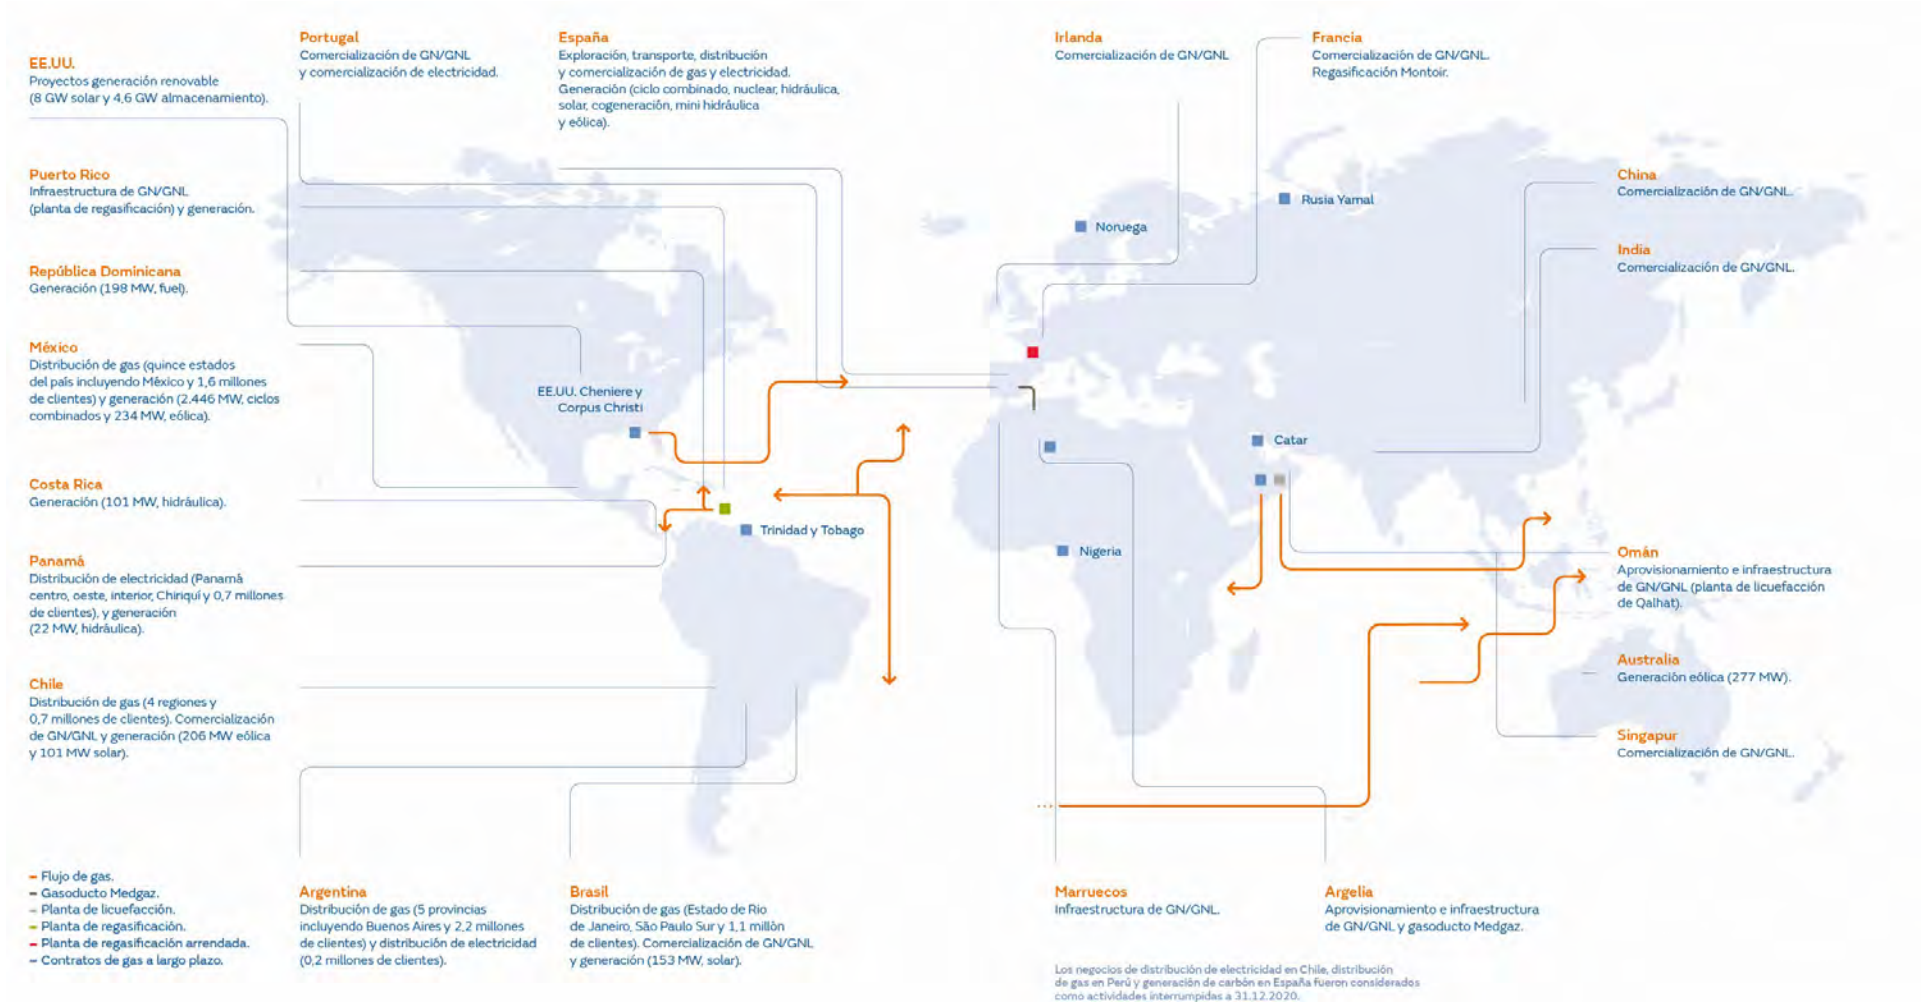 EE.UU.
Proyectos generación renovable
(8 GW solar y 4,6 GW almacenamiento).
Portugal
Comercialización de GN/GNL
y comercialización de electricidad.
España
Exploración, transporte, distribución
y comercialización de gas y electricidad.
Generación (ciclo combinado, nuclear, hidráulica,
solar, cogeneración, mini hidráulica
y eólica).
Irlanda
Comercialización de GN/GNL
Francia
Comercialización de GN/GNL.
Regasificación Montoir.
Puerto Rico
Infraestructura de GN/GNL
(planta de regasificación) y generación.
República Dominicana
Generación (198 MW, fuel).
México
Distribución de gas (quince estados
del país incluyendo México y 1,6 millones
de clientes) y generación (2.446 MW, ciclos
combinados y 234 MW, eólica).
Costa Rica
Generación (101 MW, hidráulica).
Panamá
Distribución de electricidad (Panamá
centro, oeste, interior, Chiriquí y 0,7 millones
de clientes), y generación
(22 MW, hidráulica).
Chile
Distribución de gas (4 regiones y
0,7 millones de clientes). Comercialización
de GN/GNL y generación (206 MW eólica
y 101 MW solar).
EE.UU. Cheniere y
Corpus Christi
Trinidad y Tobago
Noruega
Rusia Yamal
Catar
Nigeria
China
Comercialización de GN/GNL.
India
Comercialización de GN/GNL.
Omán
Aprovisionamiento e infraestructura
de GN/GNL (planta de licuefacción
de Qalhat).
Australia
Generación eólica (277 MW).
Singapur
Comercialización de GN/GNL.
Flujo de gas.
Gasoducto Medgaz.
Planta de licuefacción.
Planta de regasificación.
Planta de regasificación arrendada.
Contratos de gas a largo plazo.
Argentina
Distribución de gas (5 provincias
incluyendo Buenos Aires y 2,2 millones
de clientes) y distribución de electricidad
(0,2 millones de clientes).
Brasil
Distribución de gas (Estado de Rio
de Janeiro, São Paulo Sur y 1,1 millón
de clientes). Comercialización de GN/GNL
y generación (153 MW, solar).
Marruecos
Infraestructura de GN/GNL.
Argelia
Aprovisionamiento e infraestructura
de GN/GNL y gasoducto Medgaz.
Los negocios de distribución de electricidad en Chile, distribución
de gas en Perú y generación de carbón en España fueron considerados
como actividades interrumpidas a 31.12.2020.